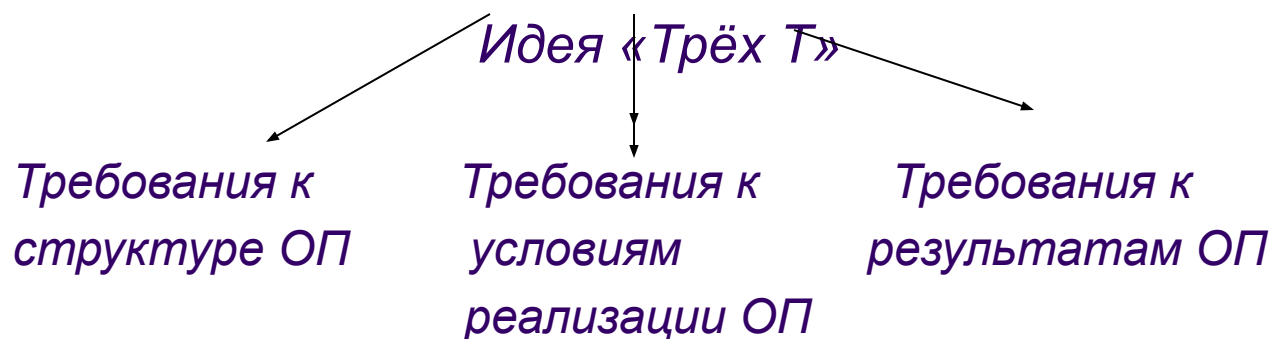 Идея «Трёх Т»
Требования к Требования к Требования к
структуре ОП условиям результатам ОП
реализации ОП